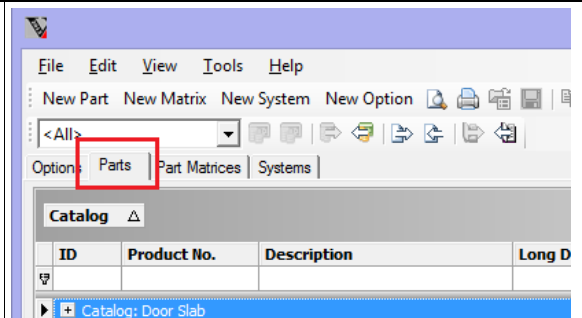 File Edit View Tools Help
New Part New Matrix New System New Option
<All>
Options Parts Part Matrices Systems
Catalog
ID Product No. Description Long D
Catalog: Door Slab